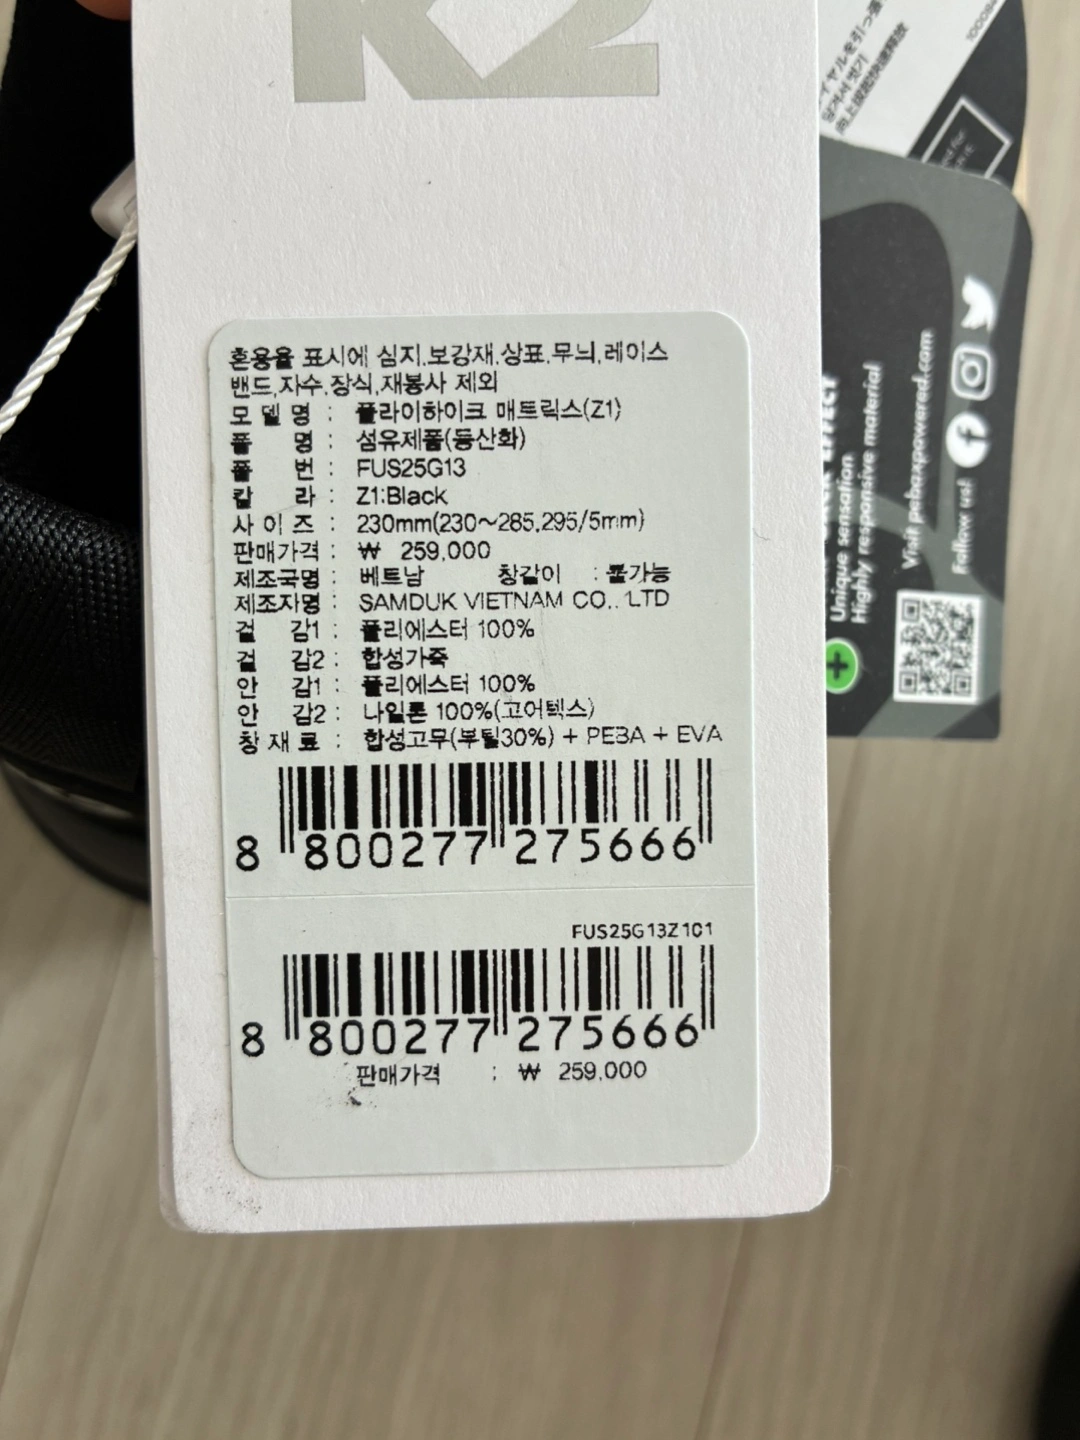 K2
혼용율 표시에 심지,보강재,상표,무늬,레이스
밴드,자수,장식,재봉사 제외
모 델 명 : 플라이하이크 매트릭스(Z1)
품 명 : 섬유제품(등산화)
품 번 : FUS25G13
칼 라 : Z1:Black
사 이 즈 : 230mm(230~285,295/5mm)
판매가격 : ₩ 259,000
제조국명 : 베트남 창갈이 : 불가능
제조자명 : SAMDUK VIETNAM CO., LTD
겉 감1 : 폴리에스터 100%
겉 감2 : 합성가죽
안 감1 : 폴리에스터 100%
안 감2 : 나일론 100%(고어텍스)
창 재 료 : 합성고무(부틸30%) + PEBA + EVA
8 800277 275666
FUS25G13Z101
8 800277 275666
판매가격 : ₩ 259,000
당겨서 벗기
Unique sensation
Highly responsive material
Visit pebaxpowered.com
Follow us!